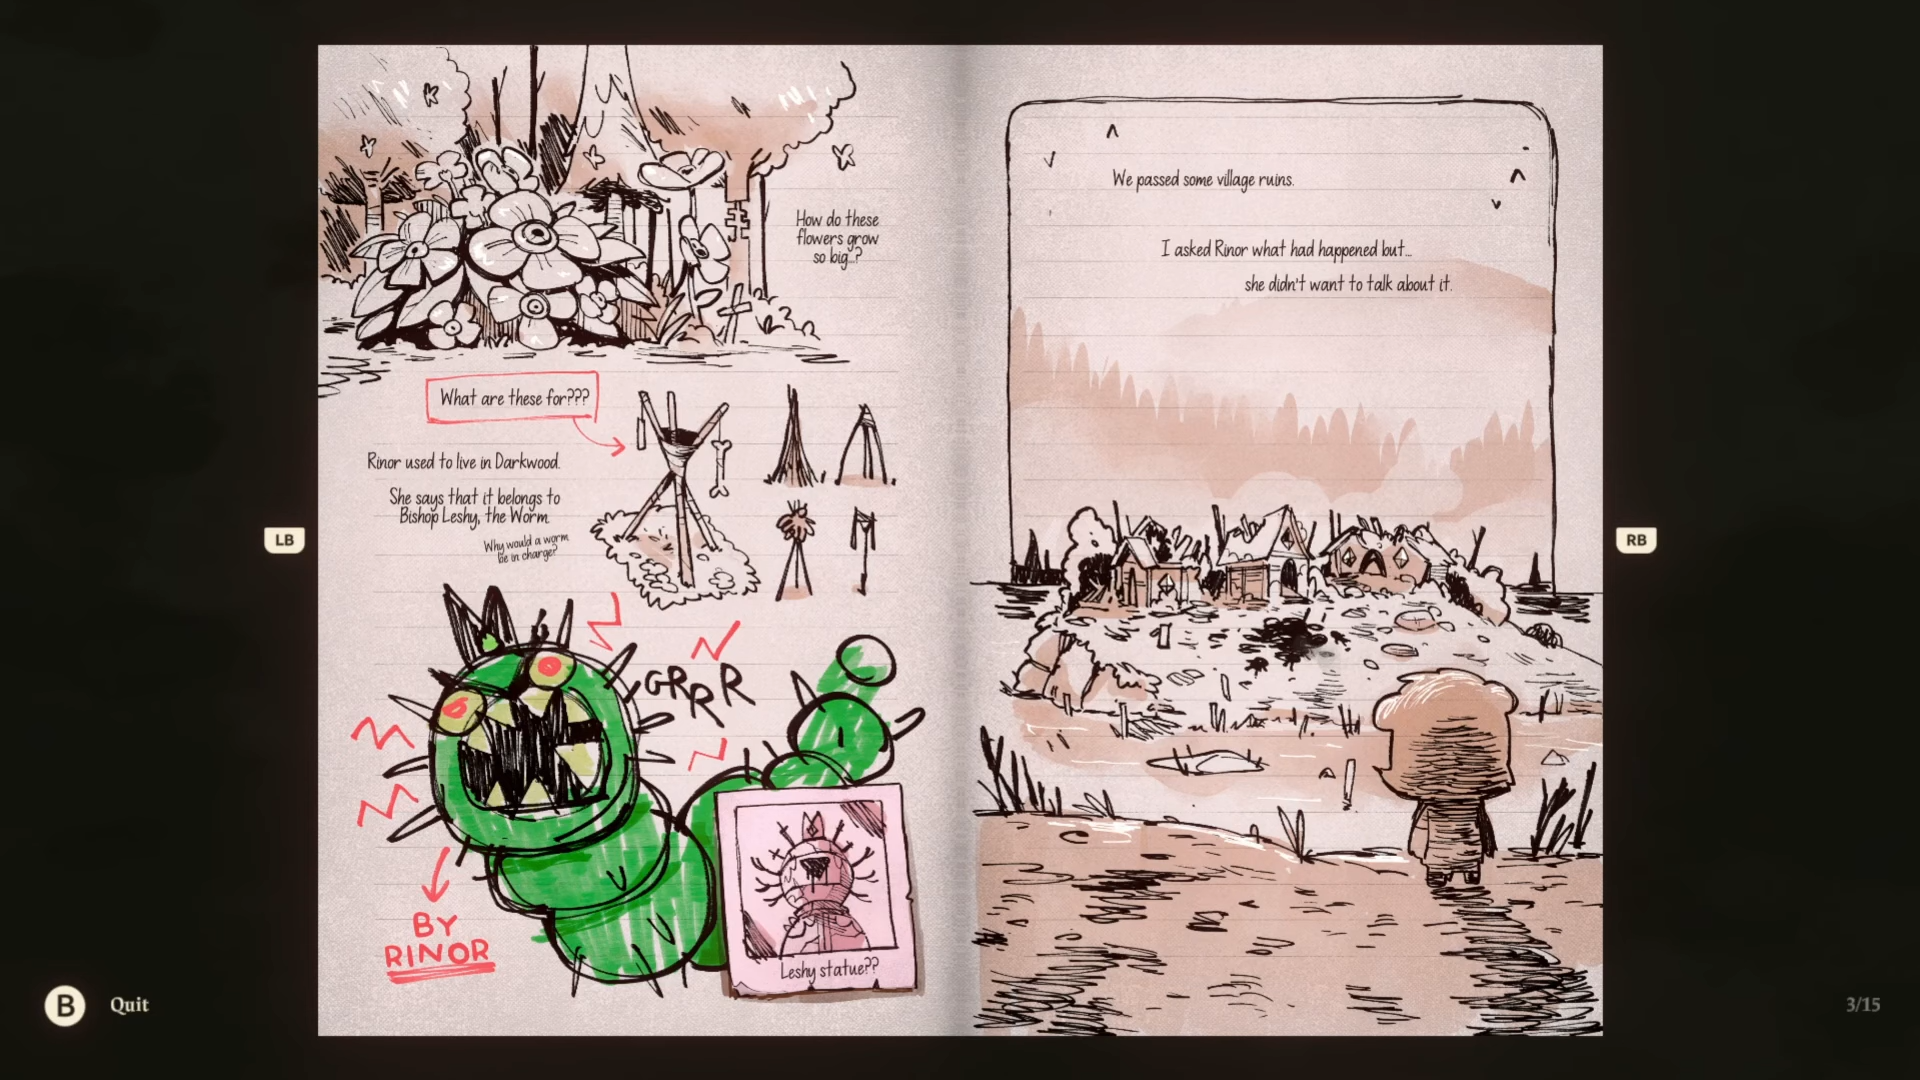 How do these
flowers grow
so big..?
What are these for???
Rinor used to live in Darkwood.
She says that it belongs to
Bishop Leshy, the Worm.
Why would a worm
be in charge?
GRRR
BY
RINOR
Leshy statue??
We passed some village ruins.
I asked Rinor what had happened but...
she didn't want to talk about it.
LB
RB
B Quit
3/15